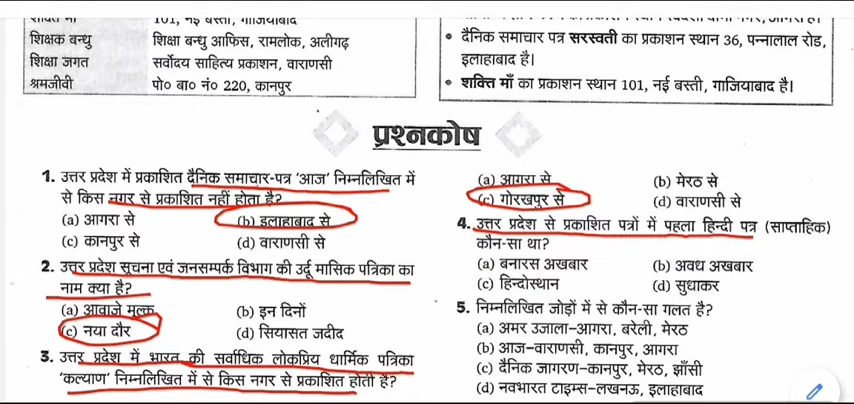 101, नई बस्ती, गाजियाबाद
शिक्षक बन्धु शिक्षा बन्धु आफिस, रामलोक, अलीगढ़
शिक्षा जगत सर्वोदय साहित्य प्रकाशन, वाराणसी
श्रमजीवी पो० बा० नं० 220, कानपुर
• दैनिक समाचार पत्र सरस्वती का प्रकाशन स्थान 36, पन्नालाल रोड,
इलाहाबाद है।
• शक्ति माँ का प्रकाशन स्थान 101, नई बस्ती, गाजियाबाद है।
प्रश्नकोष
1. उत्तर प्रदेश में प्रकाशित दैनिक समाचार-पत्र 'आज' निम्नलिखित में
से किस नगर से प्रकाशित नहीं होता है?
(a) आगरा से (b) इलाहाबाद से
(c) कानपुर से (d) वाराणसी से
2. उत्तर प्रदेश सूचना एवं जनसम्पर्क विभाग की उर्दू मासिक पत्रिका का
नाम क्या है?
(a) आवाजे मुल्क (b) इन दिनों
(c) नया दौर (d) सियासत जदीद
3. उत्तर प्रदेश में भारत की सर्वाधिक लोकप्रिय धार्मिक पत्रिका
'कल्याण' निम्नलिखित में से किस नगर से प्रकाशित होती है?
(a) आगरा से (b) मेरठ से
(c) गोरखपुर से (d) वाराणसी से
4. उत्तर प्रदेश से प्रकाशित पत्रों में पहला हिन्दी पत्र (साप्ताहिक)
कौन-सा था?
(a) बनारस अखबार (b) अवध अखबार
(c) हिन्दोस्थान (d) सुधाकर
5. निम्नलिखित जोड़ों में से कौन-सा गलत है?
(a) अमर उजाला-आगरा, बरेली, मेरठ
(b) आज-वाराणसी, कानपुर, आगरा
(c) दैनिक जागरण-कानपुर, मेरठ, झाँसी
(d) नवभारत टाइम्स-लखनऊ, इलाहाबाद